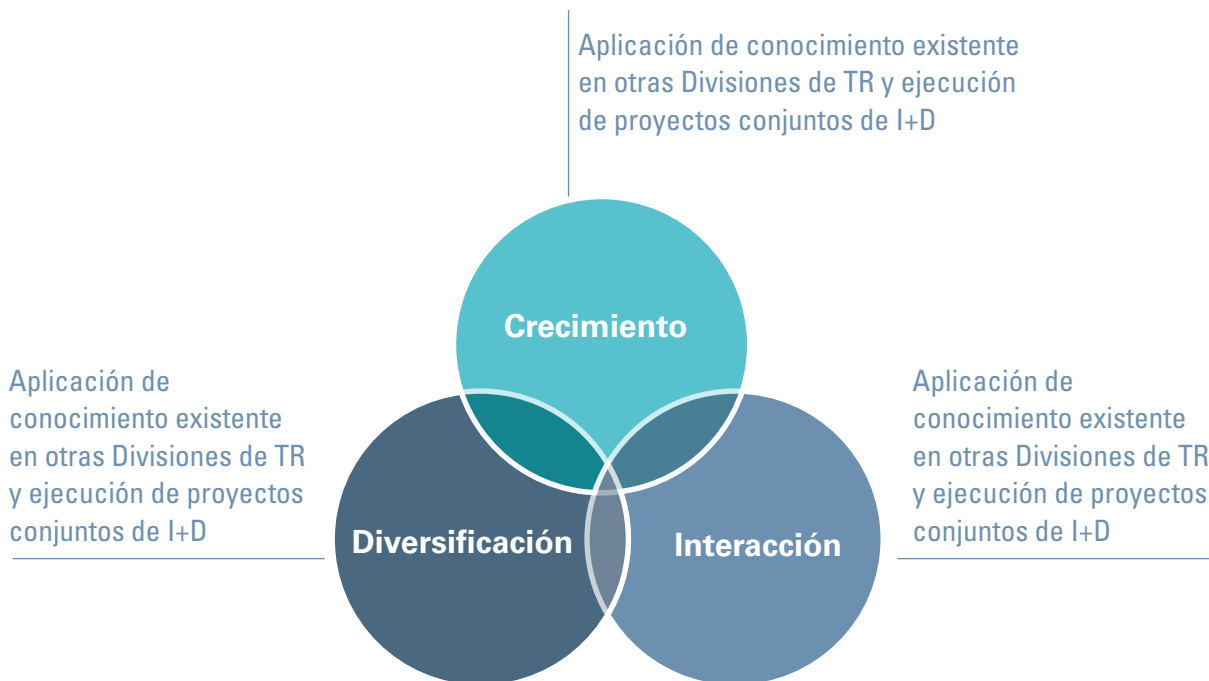 Aplicación de conocimiento existente
en otras Divisiones de TR y ejecución
de proyectos conjuntos de I+D
Crecimiento
Aplicación de
conocimiento existente
en otras Divisiones de TR
y ejecución de proyectos
conjuntos de I+D
Diversificación
Interacción
Aplicación de
conocimiento existente
en otras Divisiones de TR
y ejecución de proyectos
conjuntos de I+D